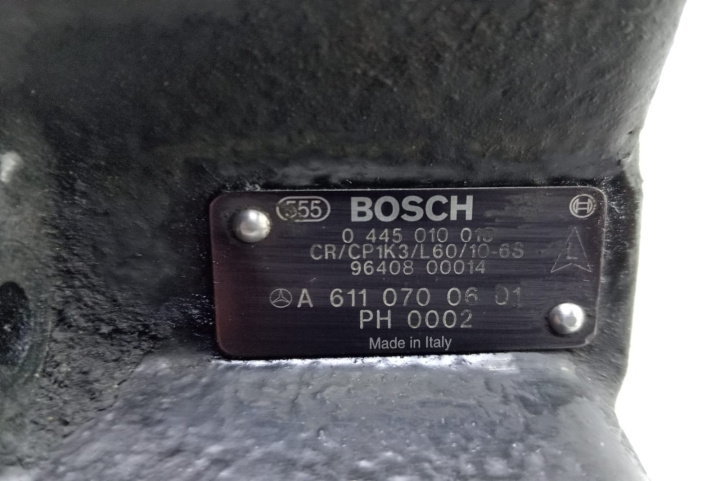 555 BOSCH
0 445 010 019
CR/CP1K3/L60/10-6S
96408 00014
A 611 070 06 01
PH 0002
Made in Italy